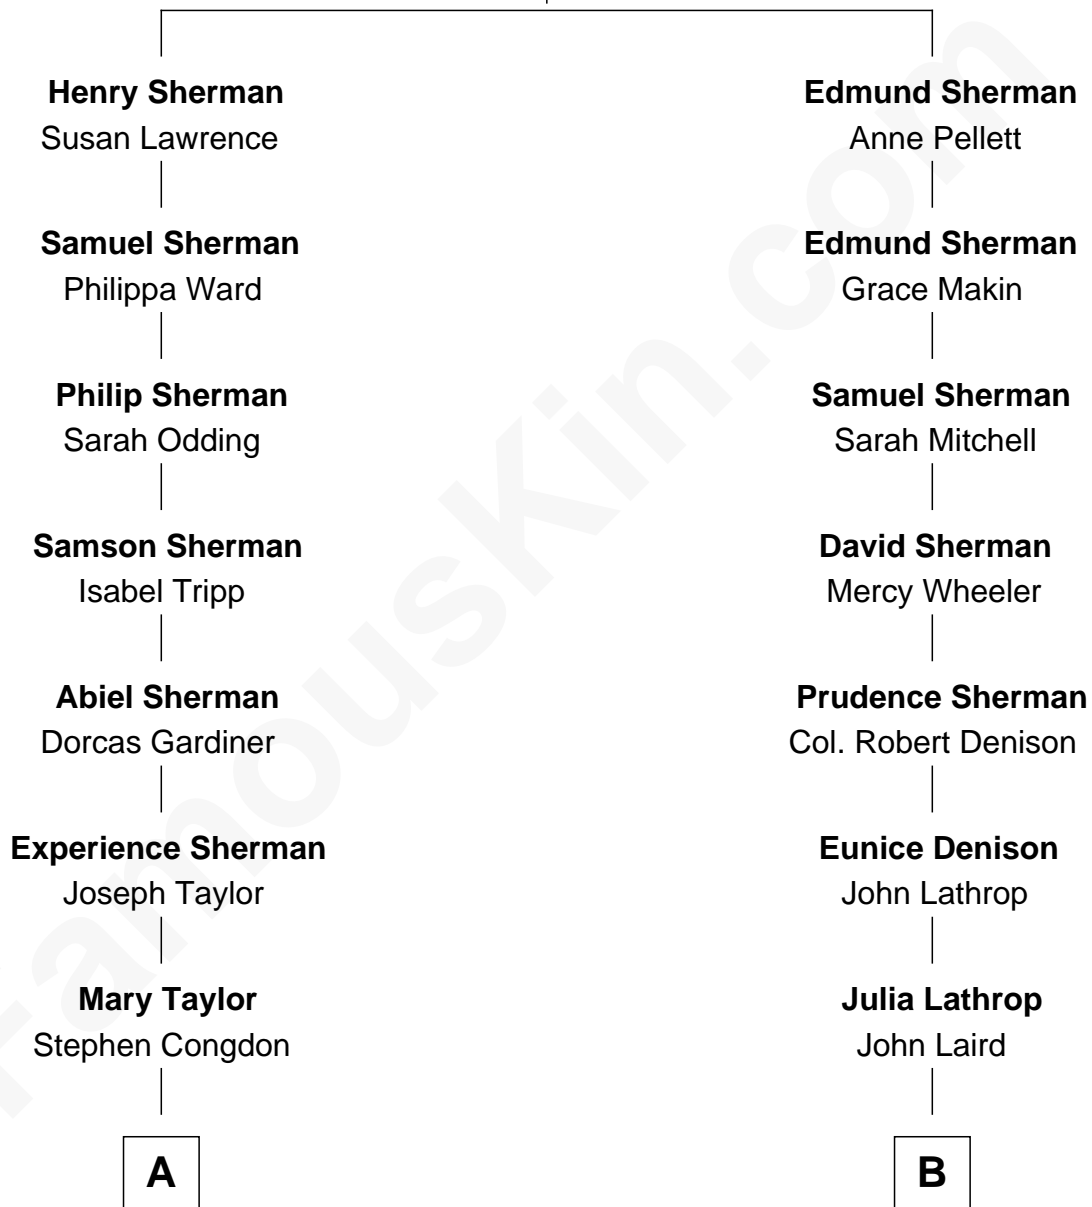 Henry Sherman
Susan Lawrence
Samuel Sherman
Philippa Ward
Philip Sherman
Sarah Odding
Samson Sherman
Isabel Tripp
Abiel Sherman
Dorcas Gardiner
Experience Sherman
Joseph Taylor
Mary Taylor
Stephen Congdon
A
Edmund Sherman
Anne Pellett
Edmund Sherman
Grace Makin
Samuel Sherman
Sarah Mitchell
David Sherman
Mercy Wheeler
Prudence Sherman
Col. Robert Denison
Eunice Denison
John Lathrop
Julia Lathrop
John Laird
B
FamousKin.com